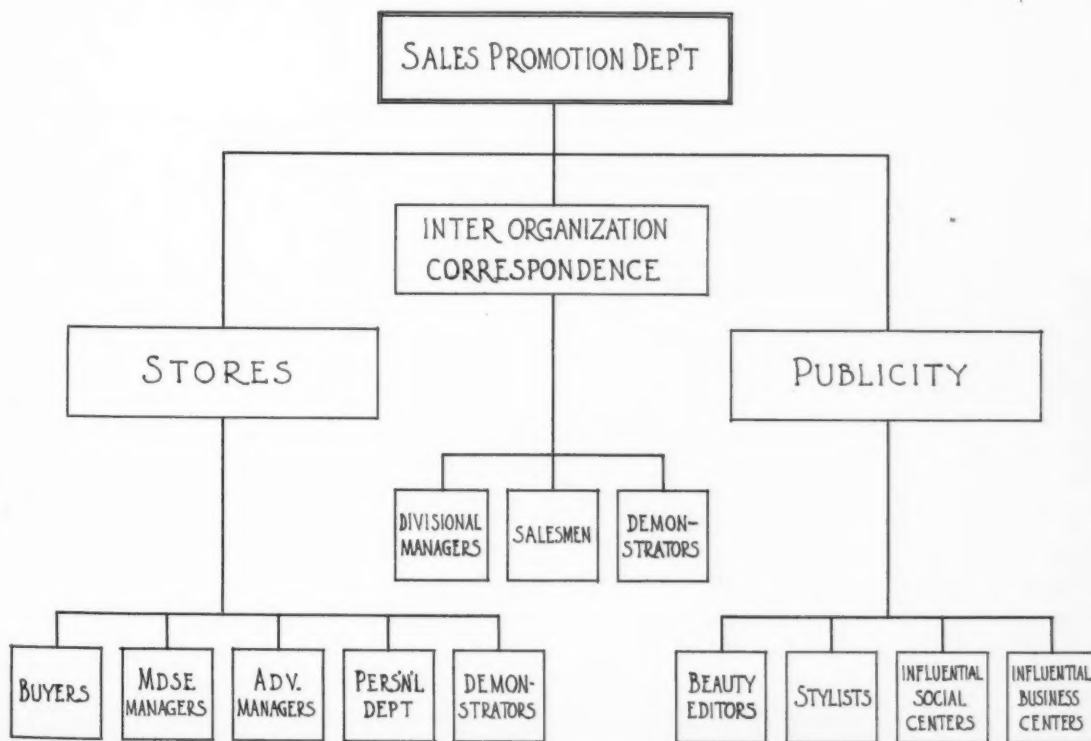 SALES PROMOTION DEP'T
INTER ORGANIZATION
CORRESPONDENCE
STORES
PUBLICITY
DIVISIONAL
MANAGERS
SALESMEN
DEMON-
STRATORS
BUYERS
MDSE
MANAGERS
ADV.
MANAGERS
PERS'N'L
DEPT
DEMON-
STRATORS
BEAUTY
EDITORS
STYLISTS
INFLUENTIAL
SOCIAL
CENTERS
INFLUENTIAL
BUSINESS
CENTERS